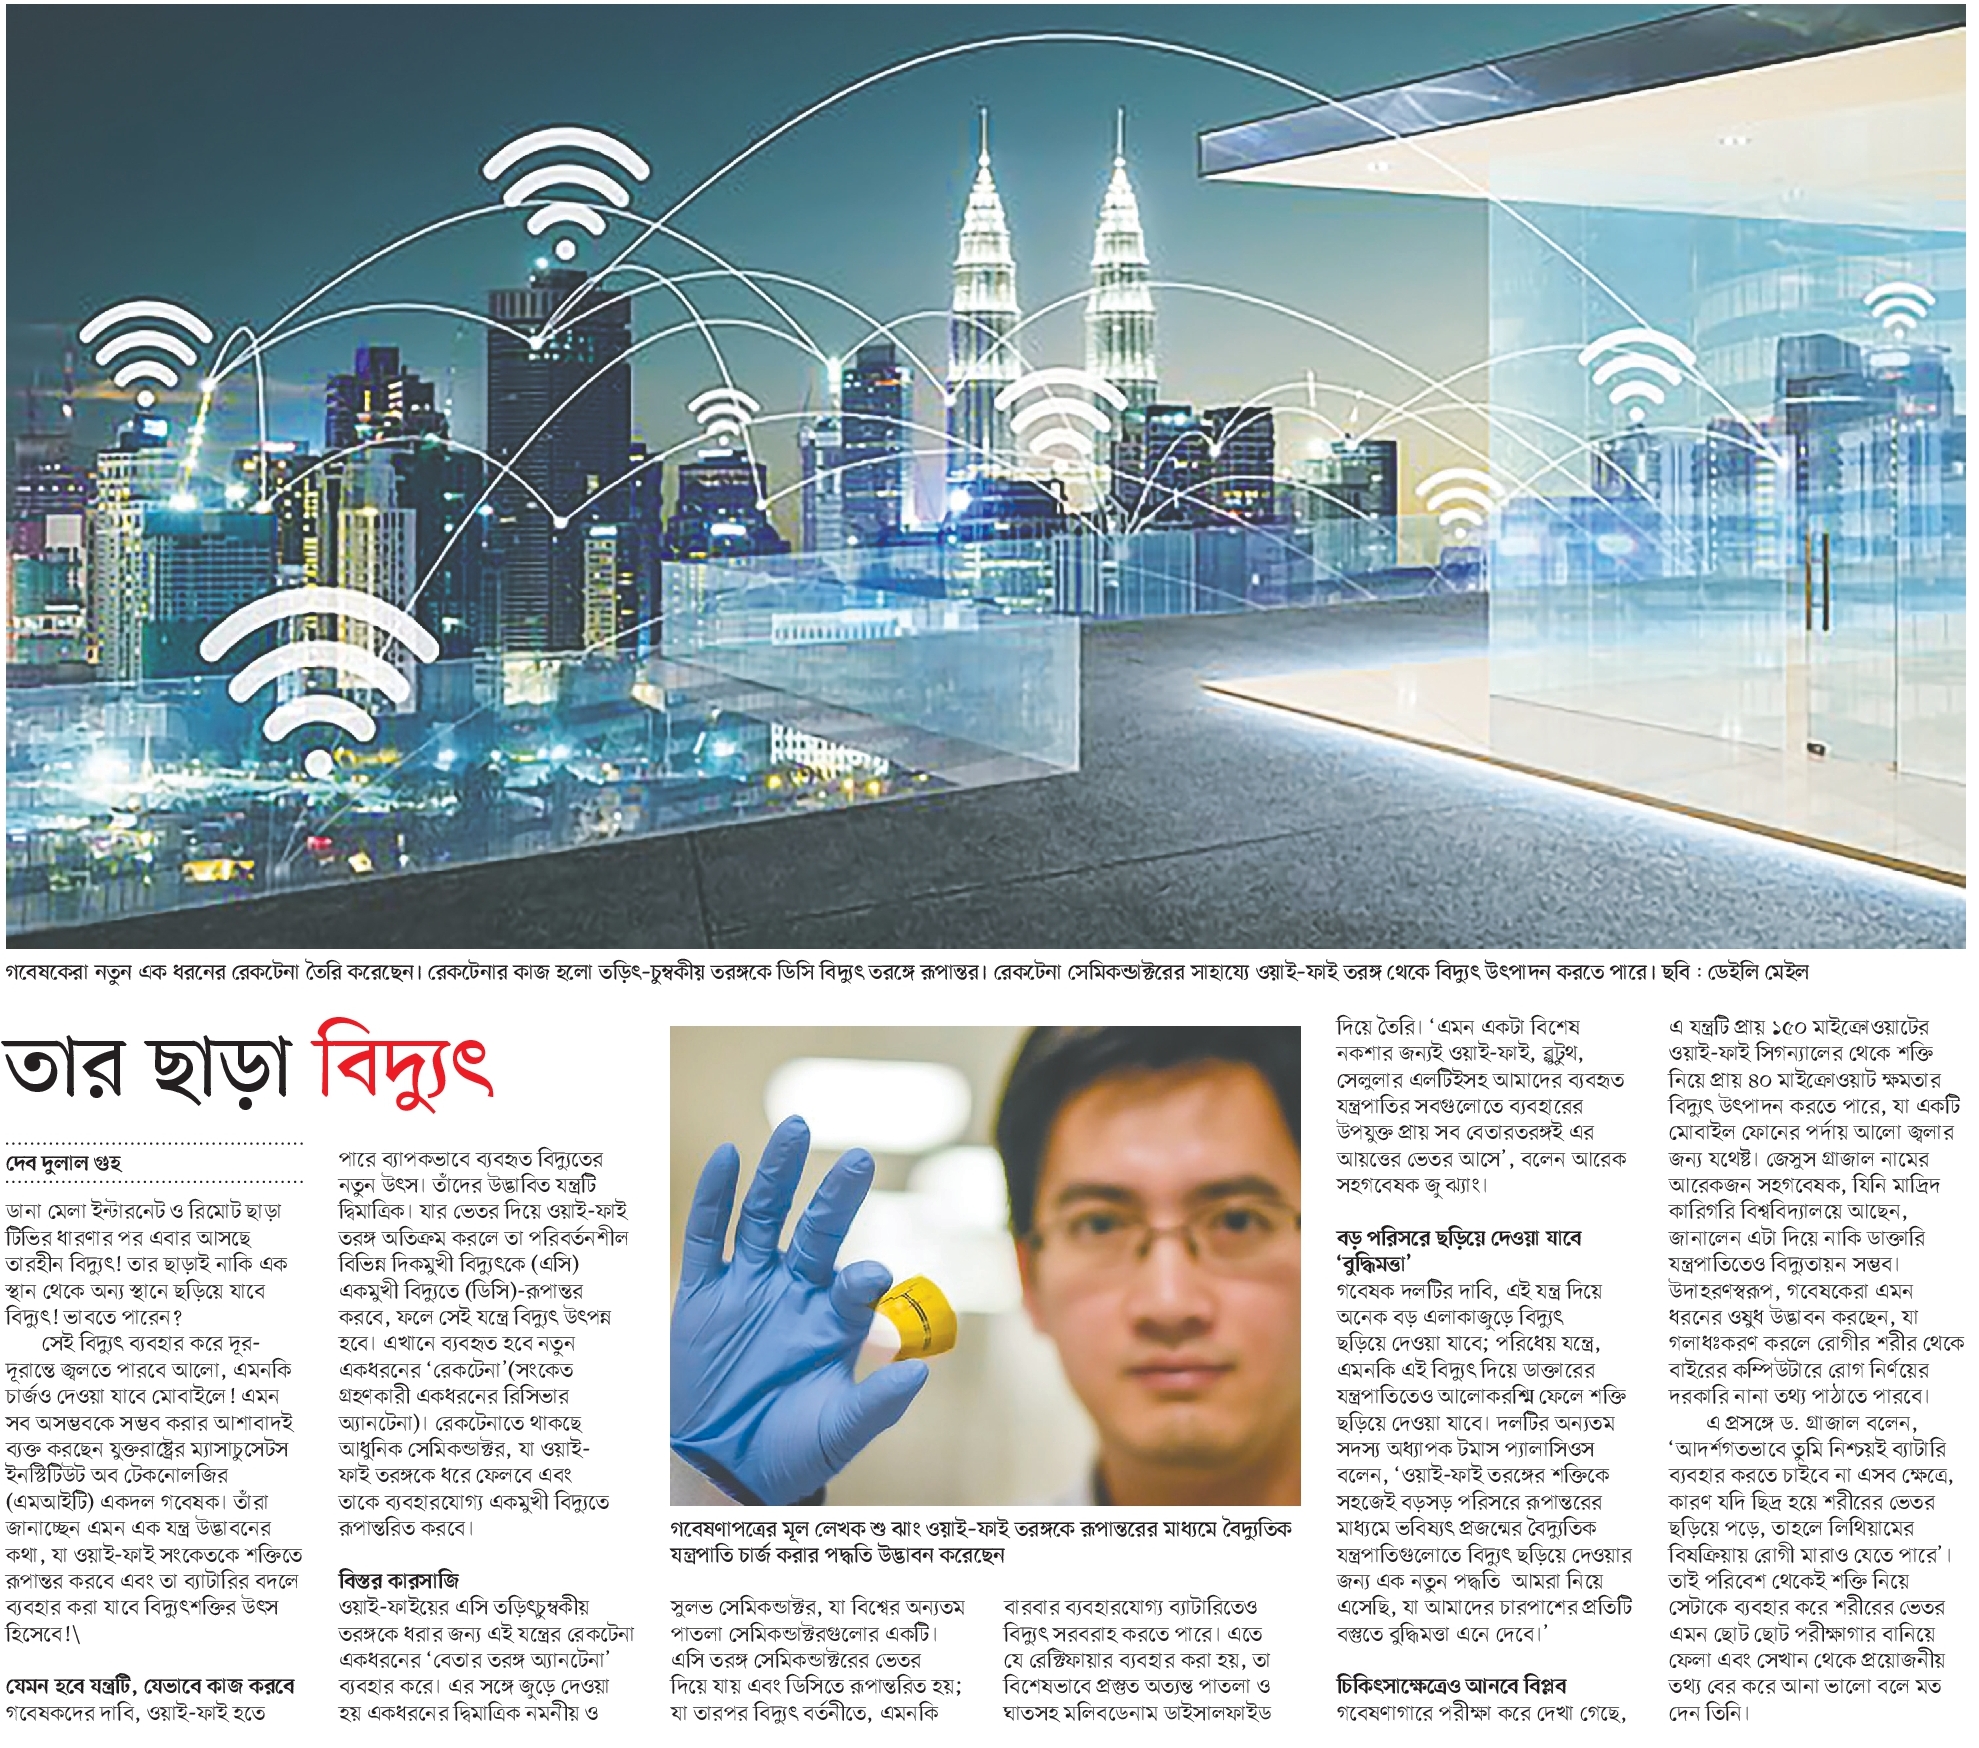 গবেষকেরা নতুন এক ধরনের রেকটেনা তৈরি করেছেন। রেকটেনার কাজ হলো তড়িৎ-চুম্বকীয় তরঙ্গকে ডিসি বিদ্যুৎ তরঙ্গে রূপান্তর। রেকটেনা সেমিকন্ডাক্টরের সাহায্যে ওয়াই-ফাই তরঙ্গ থেকে বিদ্যুৎ উৎপাদন করতে পারে। ছবি : ডেইলি মেইল
তার ছাড়া বিদ্যুৎ
দেব দুলাল গুহ
ডানা মেলা ইন্টারনেট ও রিমোট ছাড়া
টিভির ধারণার পর এবার আসছে
তারহীন বিদ্যুৎ! তার ছাড়াই নাকি এক
স্থান থেকে অন্য স্থানে ছড়িয়ে যাবে
বিদ্যুৎ! ভাবতে পারেন?
সেই বিদ্যুৎ ব্যবহার করে দূর-
দূরান্তে জ্বলতে পারবে আলো, এমনকি
চার্জও দেওয়া যাবে মোবাইলে! এমন
সব অসম্ভবকে সম্ভব করার আশাবাদই
ব্যক্ত করছেন যুক্তরাষ্ট্রের ম্যাসাচুসেটস
ইনস্টিটিউট অব টেকনোলজির
(এমআইটি) একদল গবেষক। তাঁরা
জানাচ্ছেন এমন এক যন্ত্র উদ্ভাবনের
কথা, যা ওয়াই-ফাই সংকেতকে শক্তিতে
রূপান্তর করবে এবং তা ব্যাটারির বদলে
ব্যবহার করা যাবে বিদ্যুৎশক্তির উৎস
হিসেবে!\
যেমন হবে যন্ত্রটি, যেভাবে কাজ করবে
গবেষকদের দাবি, ওয়াই-ফাই হতে
পারে ব্যাপকভাবে ব্যবহৃত বিদ্যুতের
নতুন উৎস। তাঁদের উদ্ভাবিত যন্ত্রটি
দ্বিমাত্রিক। যার ভেতর দিয়ে ওয়াই-ফাই
তরঙ্গ অতিক্রম করলে তা পরিবর্তনশীল
বিভিন্ন দিকমুখী বিদ্যুৎকে (এসি)
একমুখী বিদ্যুতে (ডিসি)-রূপান্তর
করবে, ফলে সেই যন্ত্রে বিদ্যুৎ উৎপন্ন
হবে। এখানে ব্যবহৃত হবে নতুন
একধরনের ‘রেকটেনা’(সংকেত
গ্রহণকারী একধরনের রিসিভার
অ্যানটেনা)। রেকটেনাতে থাকছে
আধুনিক সেমিকন্ডাক্টর, যা ওয়াই-
ফাই তরঙ্গকে ধরে ফেলবে এবং
তাকে ব্যবহারযোগ্য একমুখী বিদ্যুতে
রূপান্তরিত করবে।
বিস্তর কারসাজি
ওয়াই-ফাইয়ের এসি তড়িৎচুম্বকীয়
তরঙ্গকে ধরার জন্য এই যন্ত্রের রেকটেনা
একধরনের ‘বেতার তরঙ্গ অ্যানটেনা’
ব্যবহার করে। এর সঙ্গে জুড়ে দেওয়া
হয় একধরনের দ্বিমাত্রিক নমনীয় ও
গবেষণাপত্রের মূল লেখক শু ঝাং ওয়াই-ফাই তরঙ্গকে রূপান্তরের মাধ্যমে বৈদ্যুতিক
যন্ত্রপাতি চার্জ করার পদ্ধতি উদ্ভাবন করেছেন
সুলভ সেমিকন্ডাক্টর, যা বিশ্বের অন্যতম
পাতলা সেমিকন্ডাক্টরগুলোর একটি।
এসি তরঙ্গ সেমিকন্ডাক্টরের ভেতর
দিয়ে যায় এবং ডিসিতে রূপান্তরিত হয়;
যা তারপর বিদ্যুৎ বর্তনীতে, এমনকি
বারবার ব্যবহারযোগ্য ব্যাটারিতেও
বিদ্যুৎ সরবরাহ করতে পারে। এতে
যে রেক্টিফায়ার ব্যবহার করা হয়, তা
বিশেষভাবে প্রস্তুত অত্যন্ত পাতলা ও
ঘাতসহ মলিবডেনাম ডাইসালফাইড
দিয়ে তৈরি। ‘এমন একটা বিশেষ
নকশার জন্যই ওয়াই-ফাই, ব্লুটুথ,
সেলুলার এলটিইসহ আমাদের ব্যবহৃত
যন্ত্রপাতির সবগুলোতে ব্যবহারের
উপযুক্ত প্রায় সব বেতারতরঙ্গই এর
আয়ত্তের ভেতর আসে’, বলেন আরেক
সহগবেষক জু ঝ্যাং।
বড় পরিসরে ছড়িয়ে দেওয়া যাবে
‘বুদ্ধিমত্তা’
গবেষক দলটির দাবি, এই যন্ত্র দিয়ে
অনেক বড় এলাকাজুড়ে বিদ্যুৎ
ছড়িয়ে দেওয়া যাবে; পরিধেয় যন্ত্রে,
এমনকি এই বিদ্যুৎ দিয়ে ডাক্তারের
যন্ত্রপাতিতেও আলোকরশ্মি ফেলে শক্তি
ছড়িয়ে দেওয়া যাবে। দলটির অন্যতম
সদস্য অধ্যাপক টমাস প্যালাসিওস
বলেন, ‘ওয়াই-ফাই তরঙ্গের শক্তিকে
সহজেই বড়সড় পরিসরে রূপান্তরের
মাধ্যমে ভবিষ্যৎ প্রজন্মের বৈদ্যুতিক
যন্ত্রপাতিগুলোতে বিদ্যুৎ ছড়িয়ে দেওয়ার
জন্য এক নতুন পদ্ধতি আমরা নিয়ে
এসেছি, যা আমাদের চারপাশের প্রতিটি
বস্তুতে বুদ্ধিমত্তা এনে দেবে।’
চিকিৎসাক্ষেত্রেও আনবে বিপ্লব
গবেষণাগারে পরীক্ষা করে দেখা গেছে,
এ যন্ত্রটি প্রায় ১৫০ মাইক্রোওয়াটের
ওয়াই-ফাই সিগন্যালের থেকে শক্তি
নিয়ে প্রায় ৪০ মাইক্রোওয়াট ক্ষমতার
বিদ্যুৎ উৎপাদন করতে পারে, যা একটি
মোবাইল ফোনের পর্দায় আলো জ্বলার
জন্য যথেষ্ট। জেসুস গ্রাজাল নামের
আরেকজন সহগবেষক, যিনি মাদ্রিদ
কারিগরি বিশ্ববিদ্যালয়ে আছেন,
জানালেন এটা দিয়ে নাকি ডাক্তারি
যন্ত্রপাতিতেও বিদ্যুতায়ন সম্ভব।
উদাহরণস্বরূপ, গবেষকেরা এমন
ধরনের ওষুধ উদ্ভাবন করছেন, যা
গলাধঃকরণ করলে রোগীর শরীর থেকে
বাইরের কম্পিউটারে রোগ নির্ণয়ের
দরকারি নানা তথ্য পাঠাতে পারবে।
এ প্রসঙ্গে ড. গ্রাজাল বলেন,
‘আদর্শগতভাবে তুমি নিশ্চয়ই ব্যাটারি
ব্যবহার করতে চাইবে না এসব ক্ষেত্রে,
কারণ যদি ছিদ্র হয়ে শরীরের ভেতর
ছড়িয়ে পড়ে, তাহলে লিথিয়ামের
বিষক্রিয়ায় রোগী মারাও যেতে পারে’।
তাই পরিবেশ থেকেই শক্তি নিয়ে
সেটাকে ব্যবহার করে শরীরের ভেতর
এমন ছোট ছোট পরীক্ষাগার বানিয়ে
ফেলা এবং সেখান থেকে প্রয়োজনীয়
তথ্য বের করে আনা ভালো বলে মত
দেন তিনি।